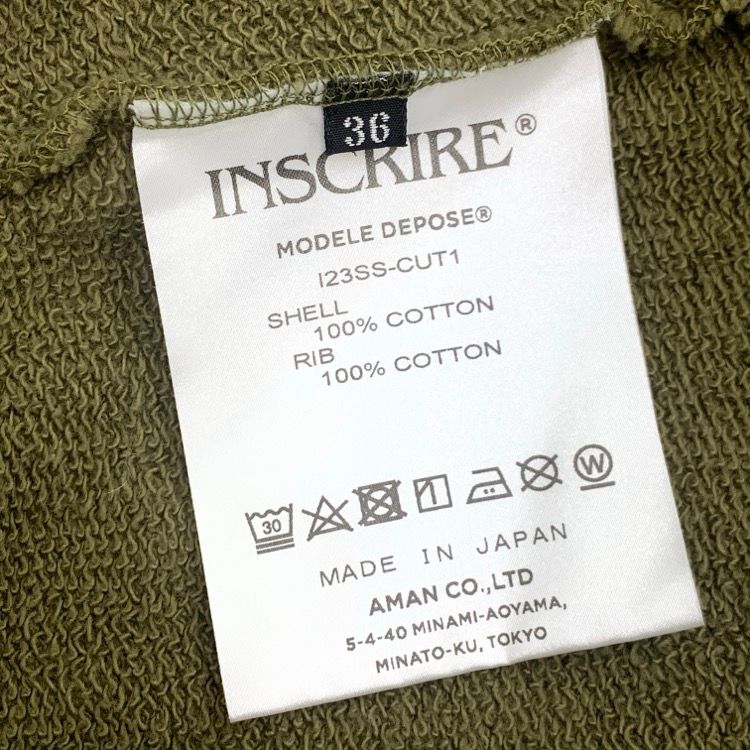 36
INSCRIRE®
MODELE DEPOSE®
I23SS-CUT1
SHELL
100% COTTON
RIB
100% COTTON
30
W
MADE IN JAPAN
AMAN CO.,LTD
5-4-40 MINAMI-AOYAMA,
MINATO-KU, TOKYO